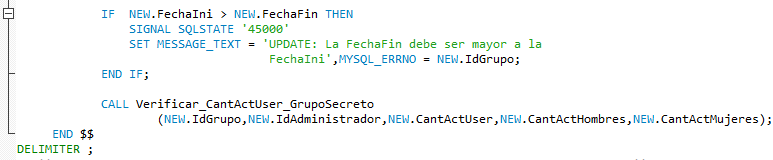 IF NEW.FechaIni > NEW.FechaFin THEN
SIGNAL SQLSTATE '45000'
SET MESSAGE_TEXT = 'UPDATE: La FechaFin debe ser mayor a la
FechaIni',MYSQL_ERRNO = NEW.IdGrupo;
END IF;
CALL Verificar_CantActUser_GrupoSecreto
(NEW.IdGrupo,NEW.IdAdministrador,NEW.CantActUser,NEW.CantActHombres,NEW.CantActMujeres);
END $$
DELIMITER ;